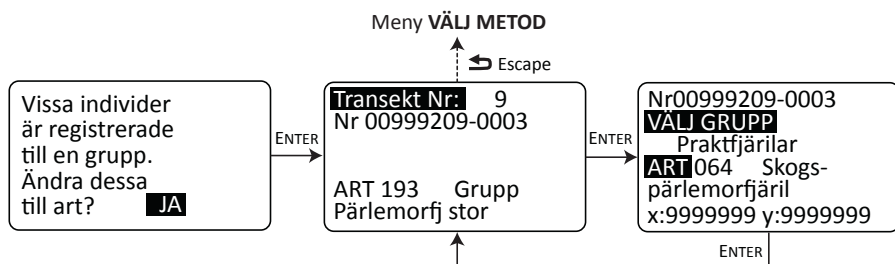 Meny VÄLJ METOD
Escape
Vissa individer
är registrerade
till en grupp.
Ändra dessa
till art? JA
ENTER
Transekt Nr: 9
Nr 00999209-0003
ART 193 Grupp
Pärlemorfj stor
ENTER
Nr00999209-0003
VÄLJ GRUPP
Praktfjärilar
ART 064 Skogs-
pärlemorfjäril
x:9999999 y:9999999
ENTER